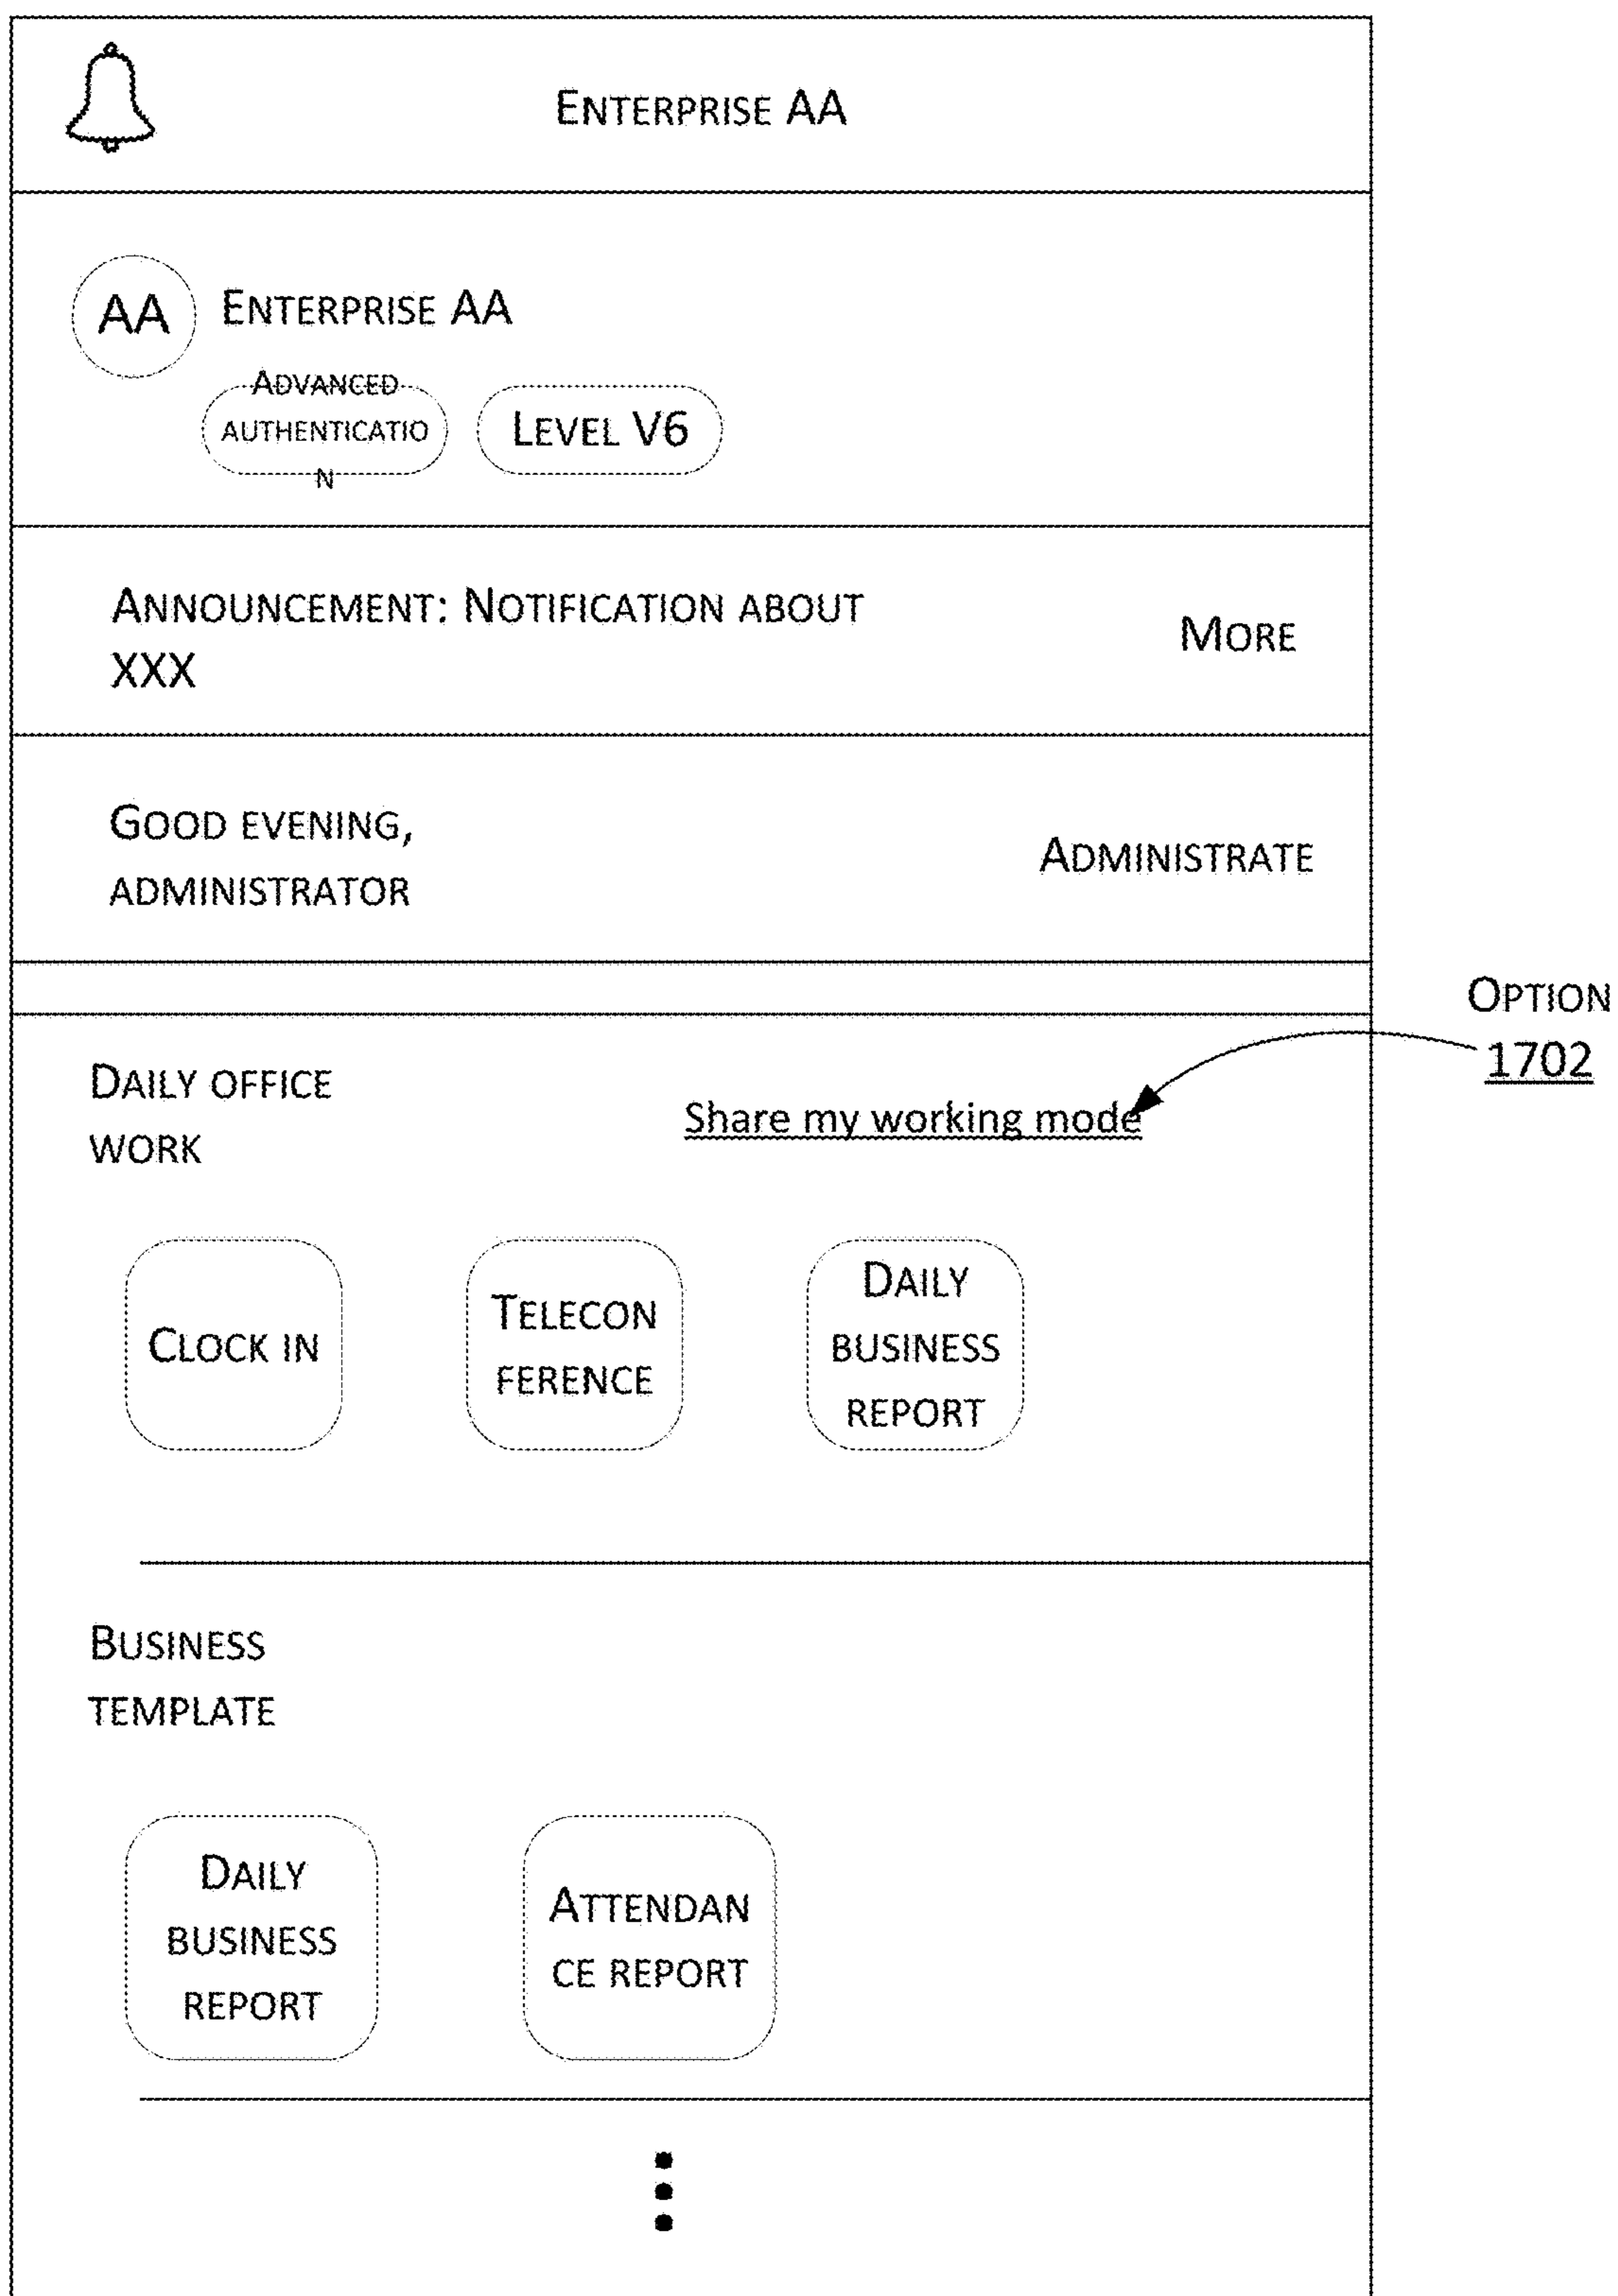 ENTERPRISE AA
AA
ENTERPRISE AA
ADVANCED
AUTHENTICATIO
N
LEVEL V6
ANNOUNCEMENT: NOTIFICATION ABOUT
XXX
MORE
GOOD EVENING,
ADMINISTRATOR
ADMINISTRATE
OPTION
1702
DAILY OFFICE
WORK
Share my working mode
CLOCK IN
TELECON
FERENCE
DAILY
BUSINESS
REPORT
BUSINESS
TEMPLATE
DAILY
BUSINESS
REPORT
ATTENDAN
CE REPORT